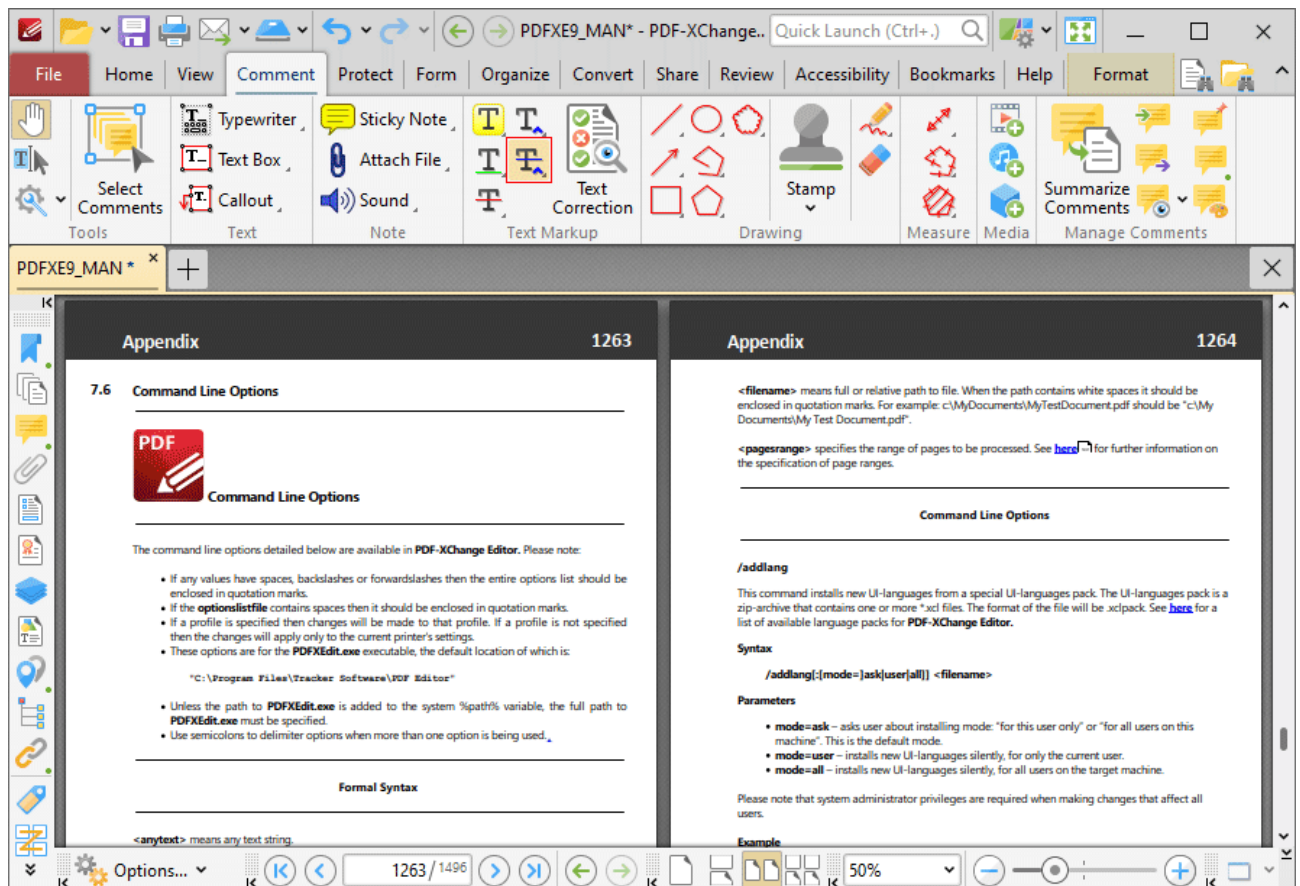 PDFXE9_MAN* - PDF-XChange..
Quick Launch (Ctrl+.)
File Home View Comment Protect Form Organize Convert Share Review Accessibility Bookmarks Help Format
Typewriter
Text Box
Callout
Select
Comments
Tools
Text
Sticky Note
Attach File
Sound
Note
Text
Correction
Text Markup
Stamp
Drawing
Measure
Media
Summarize
Comments
Manage Comments
PDFXE9_MAN *
Appendix 1263
7.6 Command Line Options
PDF
Command Line Options
The command line options detailed below are available in PDF-XChange Editor. Please note:
• If any values have spaces, backslashes or forwardslashes then the entire options list should be
enclosed in quotation marks.
• If the optionslistfile contains spaces then it should be enclosed in quotation marks.
• If a profile is specified then changes will be made to that profile. If a profile is not specified
then the changes will apply only to the current printer's settings.
• These options are for the PDFXEdit.exe executable, the default location of which is:
"C:\Program Files\Tracker Software\PDF Editor"
• Unless the path to PDFXEdit.exe is added to the system %path% variable, the full path to
PDFXEdit.exe must be specified.
• Use semicolons to delimiter options when more than one option is being used.
Formal Syntax
<anytext> means any text string.
Appendix 1264
<filename> means full or relative path to file. When the path contains white spaces it should be
enclosed in quotation marks. For example: c:\MyDocuments\MyTestDocument.pdf should be "c:\My
Documents\My Test Document.pdf".
<pagesrange> specifies the range of pages to be processed. See here for further information on
the specification of page ranges.
Command Line Options
/addlang
This command installs new UI-languages from a special UI-languages pack. The UI-languages pack is a
zip-archive that contains one or more *.xcl files. The format of the file will be .xclpack. See here for a
list of available language packs for PDF-XChange Editor.
Syntax
/addlang[:[mode=]ask|user|all]] <filename>
Parameters
• mode=ask – asks user about installing mode: "for this user only" or "for all users on this
machine". This is the default mode.
• mode=user – installs new UI-languages silently, for only the current user.
• mode=all – installs new UI-languages silently, for all users on the target machine.
Please note that system administrator privileges are required when making changes that affect all
users.
Example
Options...
1263 / 1496
50%